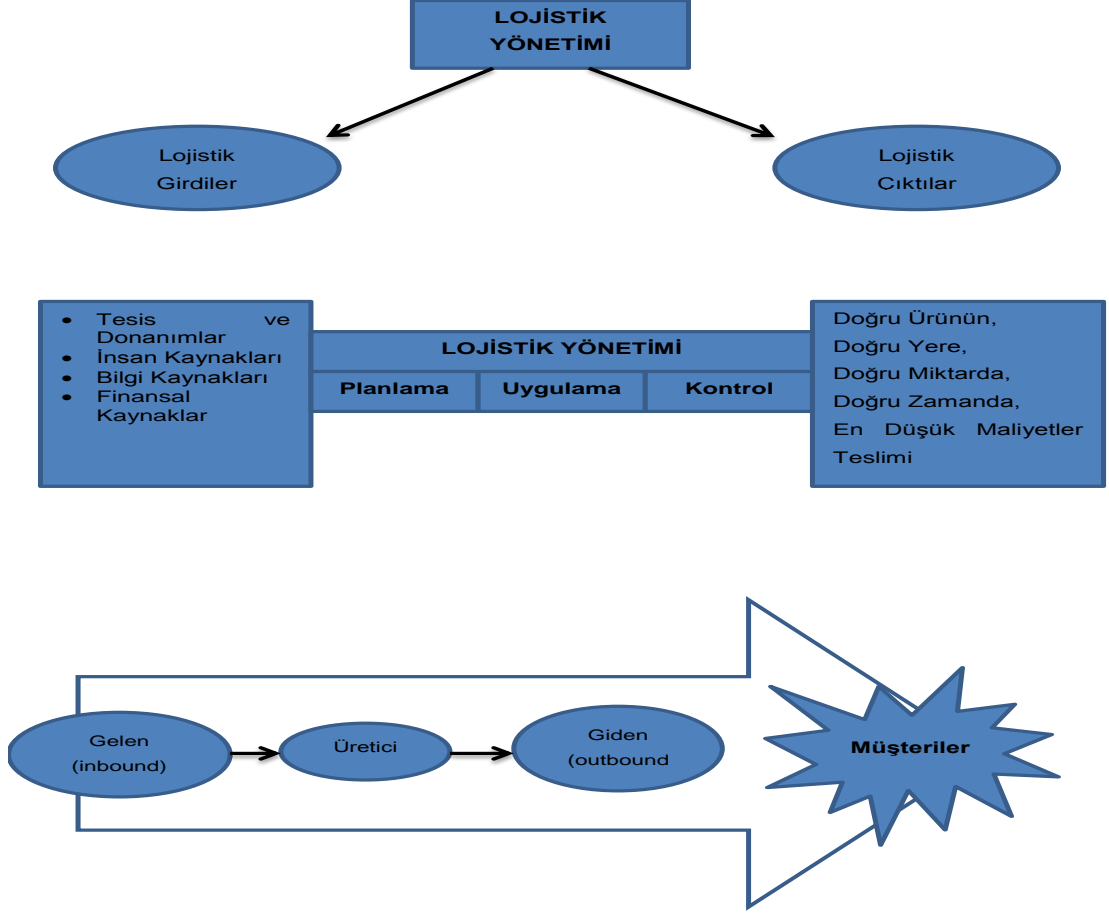 LOJİSTİK
YÖNETİMİ
Lojistik
Girdiler
Lojistik
Cıktılar
• Tesis ve
Donanımlar
• İnsan Kaynakları
• Bilgi Kaynakları
• Finansal
Kaynaklar
LOJİSTİK YÖNETİMİ
Planlama Uygulama Kontrol
Doğru Ürünün,
Doğru Yere,
Doğru Miktarda,
Doğru Zamanda,
En Düşük Maliyetler
Teslimi
Gelen
(inbound)
Üretici
Giden
(outbound
Müşteriler